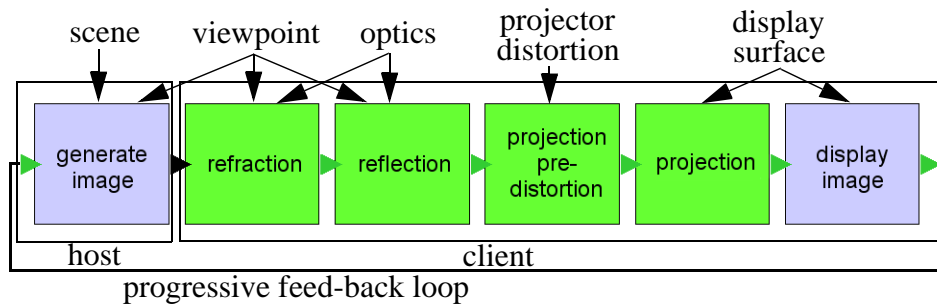 scene
viewpoint
optics
projector
distortion
display
surface
generate
image
refraction
reflection
projection
pre-
distortion
projection
display
image
host
client
progressive feed-back loop